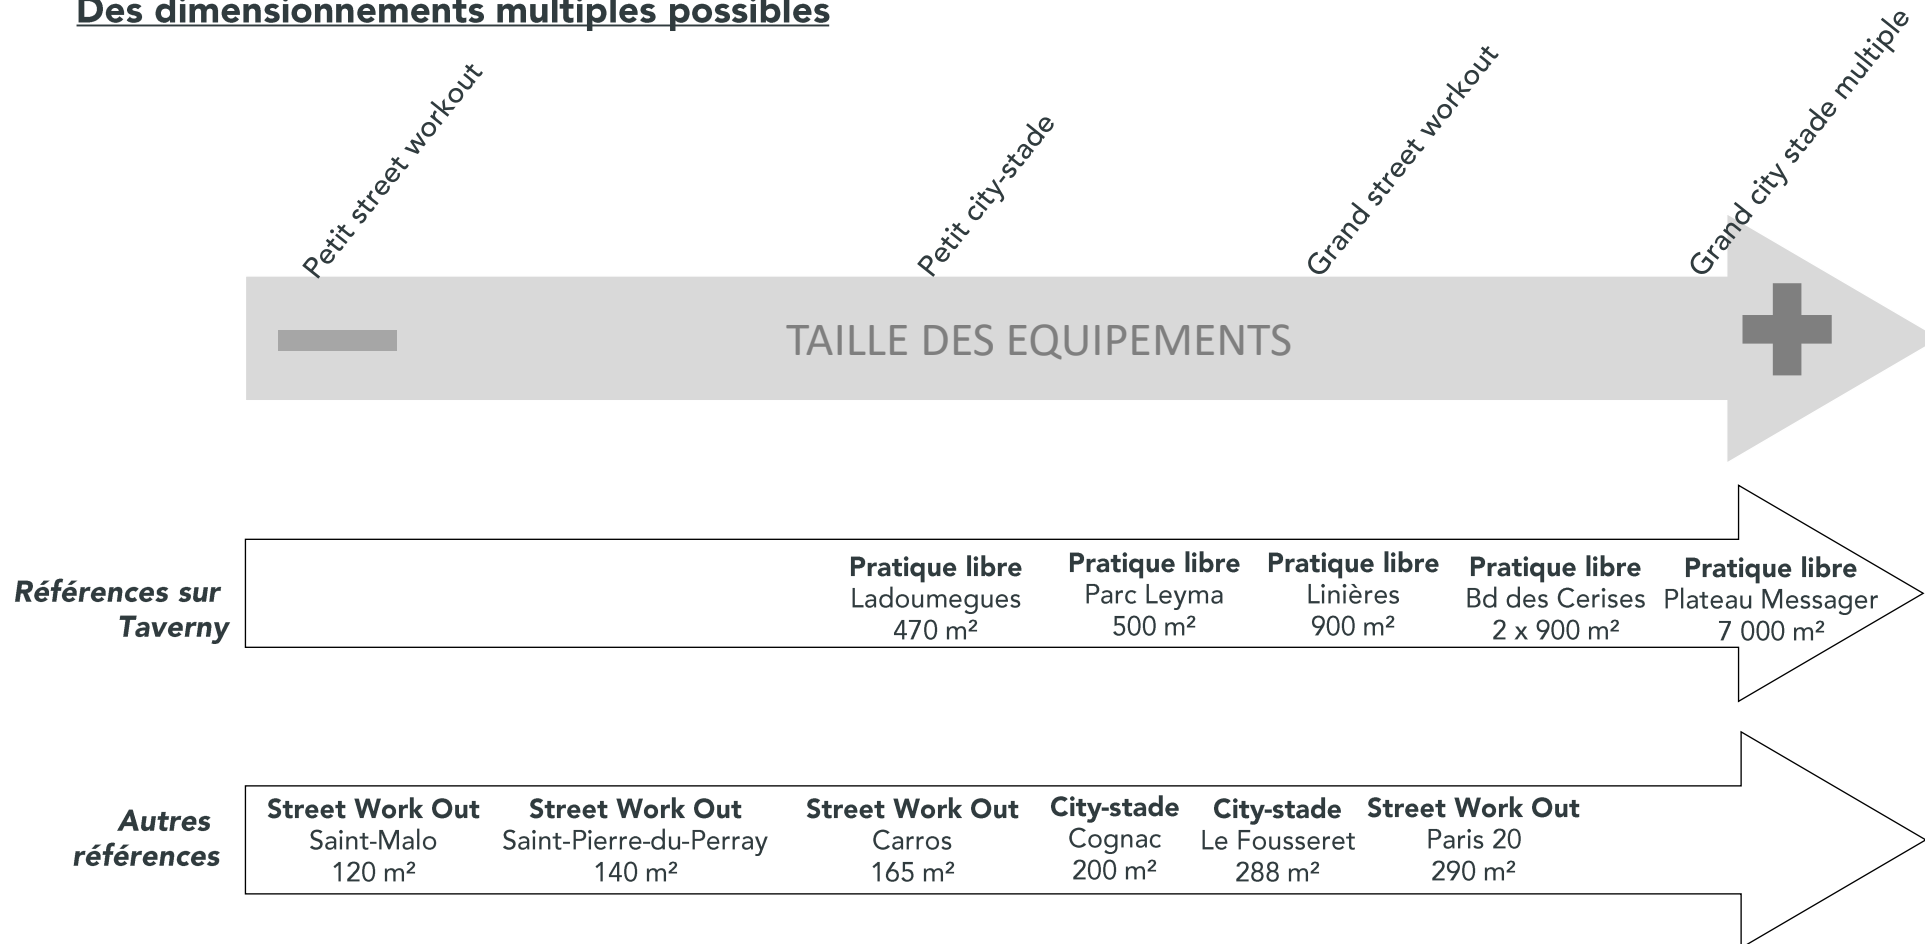 Des dimensionnements multiples possibles
Petit street workout
Petit city-stade
Grand street workout
Grand city stade multiple
TAILLE DES EQUIPEMENTS
Références sur
Taverny
Pratique libre
Ladoumegues
470 m²
Pratique libre
Parc Leyma
500 m²
Pratique libre
Linières
900 m²
Pratique libre
Bd des Cerises
2 x 900 m²
Pratique libre
Plateau Messager
7 000 m²
Autres
références
Street Work Out
Saint-Malo
120 m²
Street Work Out
Saint-Pierre-du-Perray
140 m²
Street Work Out
Carros
165 m²
City-stade
Cognac
200 m²
City-stade
Le Fousseret
288 m²
Street Work Out
Paris 20
290 m²